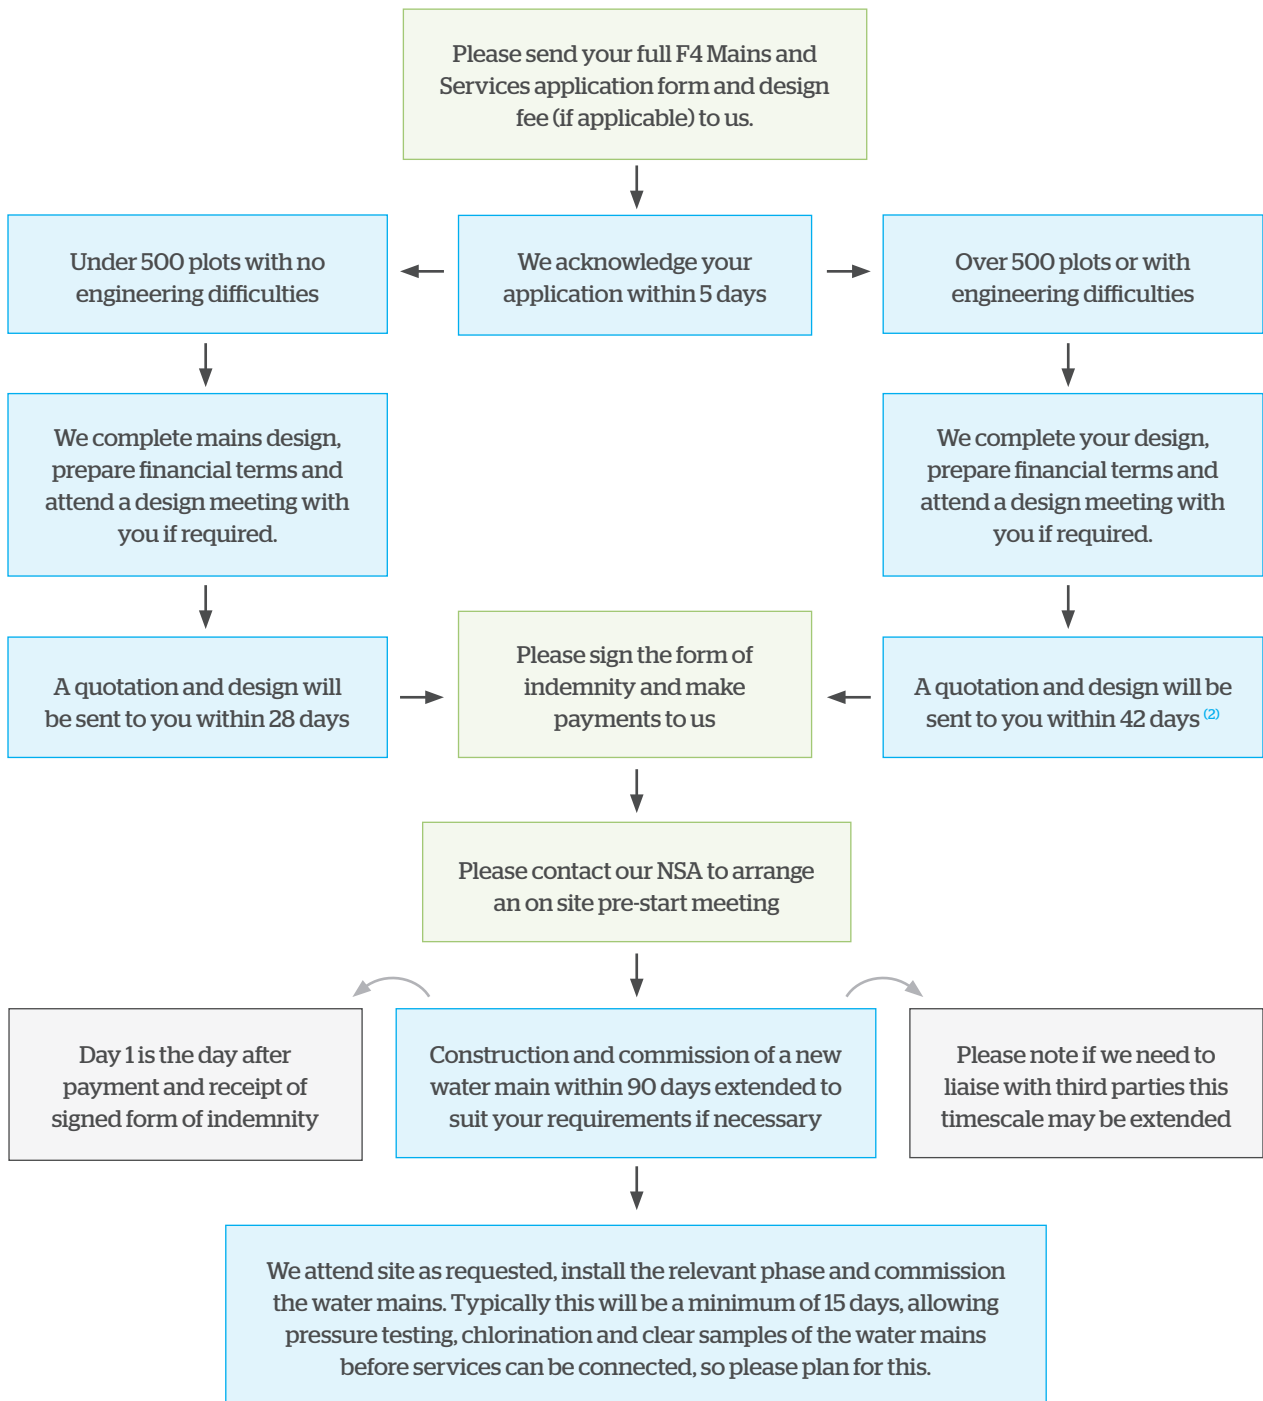 Please send your full F4 Mains and
Services application form and design
fee (if applicable) to us.
Under 500 plots with no
engineering difficulties
We acknowledge your
application within 5 days
Over 500 plots or with
engineering difficulties
We complete mains design,
prepare financial terms and
attend a design meeting with
you if required.
We complete your design,
prepare financial terms and
attend a design meeting with
you if required.
A quotation and design will
be sent to you within 28 days
Please sign the form of
indemnity and make
payments to us
A quotation and design will be
sent to you within 42 days (2)
Please contact our NSA to arrange
an on site pre-start meeting
Day 1 is the day after
payment and receipt of
signed form of indemnity
Construction and commission of a new
water main within 90 days extended to
suit your requirements if necessary
Please note if we need to
liaise with third parties this
timescale may be extended
We attend site as requested, install the relevant phase and commission
the water mains. Typically this will be a minimum of 15 days, allowing
pressure testing, chlorination and clear samples of the water mains
before services can be connected, so please plan for this.